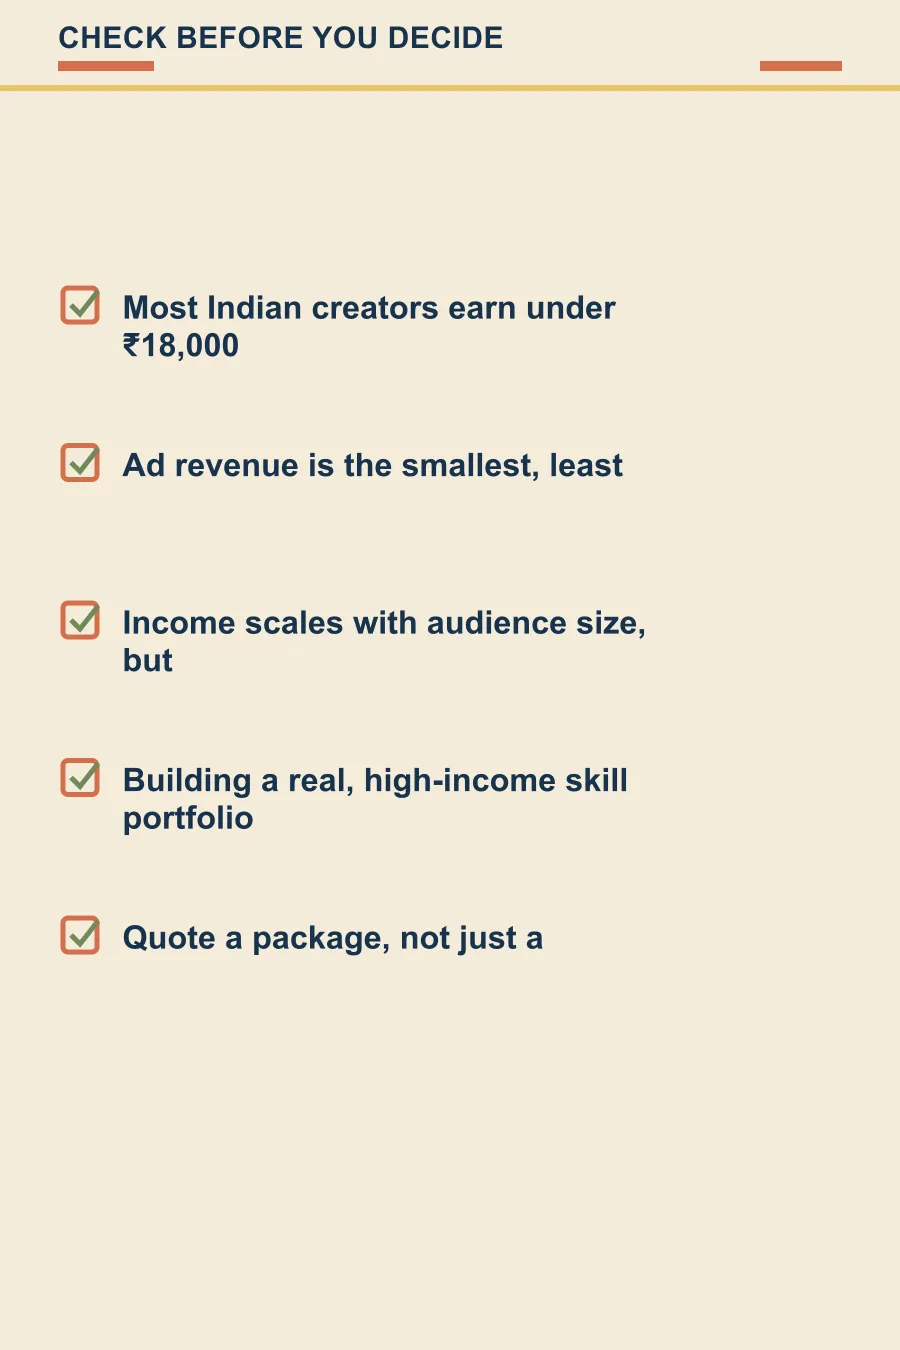 CHECK BEFORE YOU DECIDE
Most Indian creators earn under
₹18,000
Ad revenue is the smallest, least
Income scales with audience size,
but
Building a real, high-income skill
portfolio
Quote a package, not just a